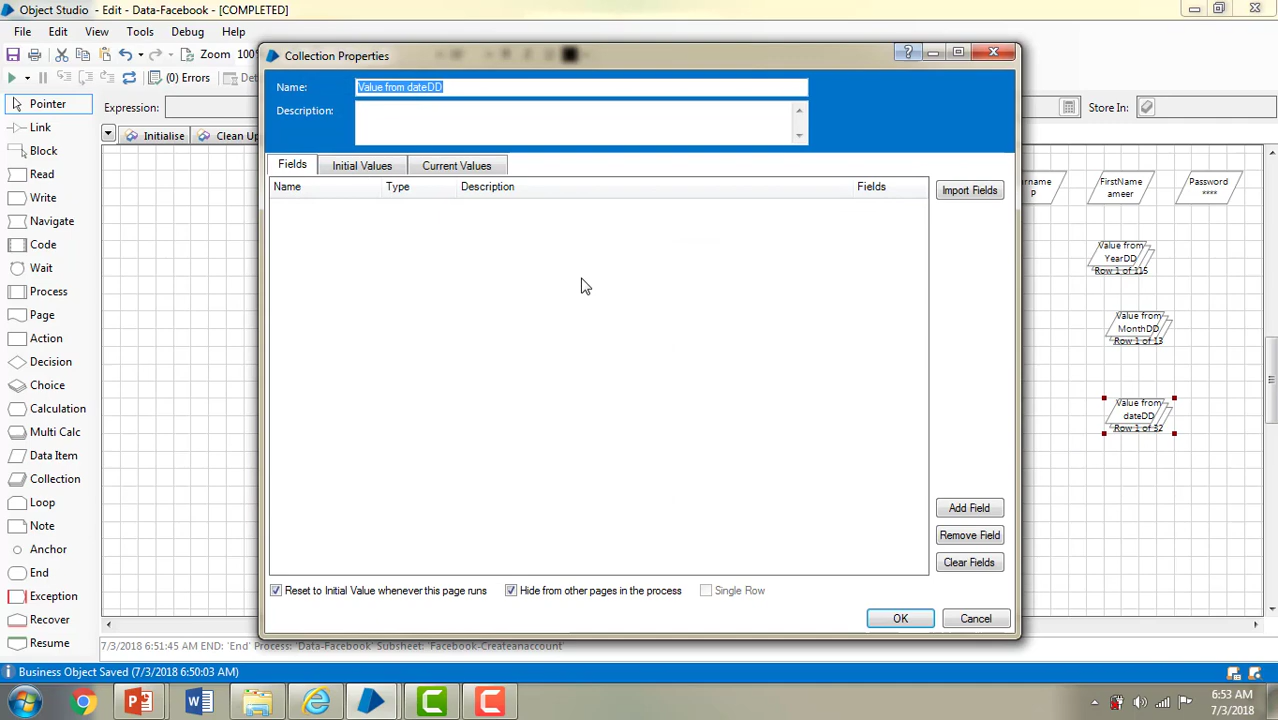 Object Studio - Edit - Data-Facebook - [COMPLETED]
File Edit View Tools Debug Help
Zoom 100%
(0) Errors
Expression:
Store In:
Pointer
Link
Block
Read
Write
Navigate
Code
Wait
Process
Page
Action
Decision
Choice
Calculation
Multi Calc
Data Item
Collection
Loop
Note
Anchor
End
Exception
Recover
Resume
Initialise
Clean Up
Collection Properties
Name: Value from dateDD
Description:
Fields Initial Values Current Values
Name Type Description Fields
Import Fields
Add Field
Remove Field
Clear Fields
Reset to Initial Value whenever this page runs
Hide from other pages in the process
Single Row
OK Cancel
FirstName
ameer
Password
****
Value from
YearDD
Row 1 of 115
Value from
MonthDD
Row 1 of 13
Value from
dateDD
Row 1 of 32
7/3/2018 6:51:45 AM END: 'End' Process: 'Data-Facebook' Subsheet: 'Facebook-Createanaccount'
Business Object Saved (7/3/2018 6:50:03 AM)
6:53 AM
7/3/2018